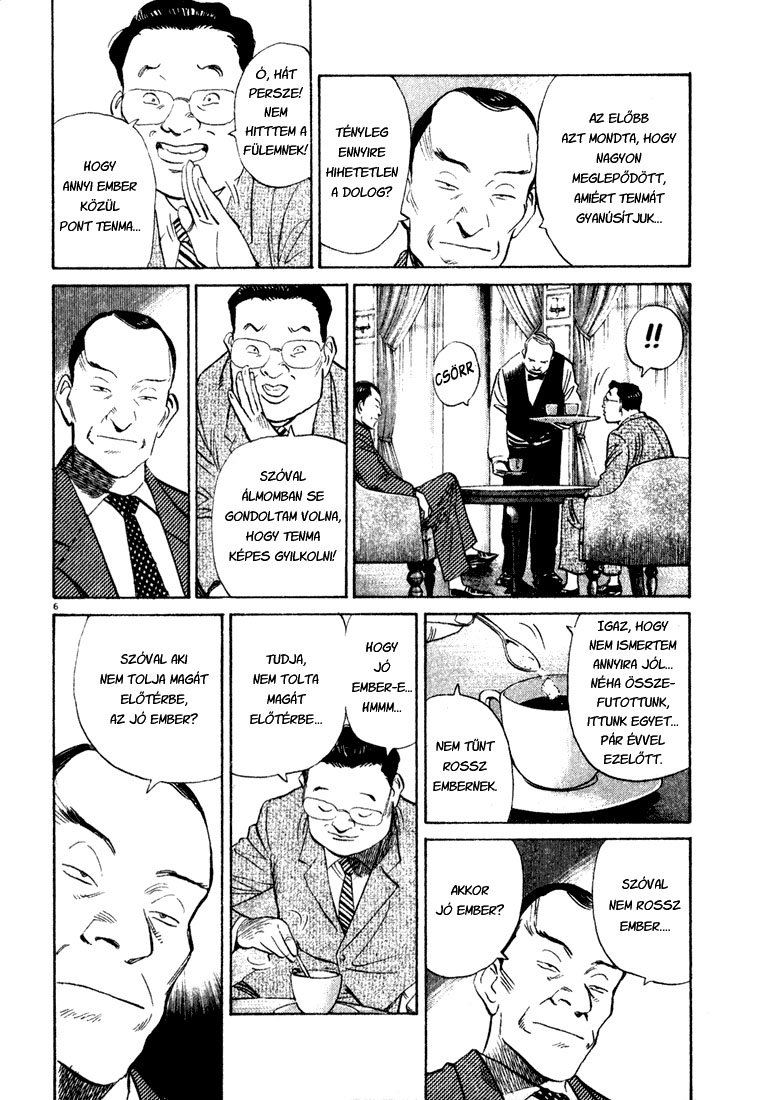 AZ ELŐBB
AZT MONDTA, HOGY
NAGYON
MEGLEPŐDÖTT,
AMIÉRT TENMÁT
GYANÚSÍTJUK...
TÉNYLEG
ENNYIRE
HIHETETLEN
A DOLOG?
Ó, HÁT
PERSZE!
NEM
HITTTEM A
FÜLEMNEK!
HOGY
ANNYI EMBER
KÖZÜL
PONT TENMA...
!!
CSÖRR
SZÓVAL
ÁLMOMBAN SE
GONDOLTAM VOLNA,
HOGY TENMA
KÉPES GYILKOLNI!
6
IGAZ, HOGY
NEM ISMERTEM
ANNYIRA JÓL...
NÉHA ÖSSZE-
FUTOTTUNK,
ITTUNK EGYET...
PÁR ÉVVEL
EZELŐTT.
NEM TŰNT
ROSSZ
EMBERNEK.
SZÓVAL
NEM ROSSZ
EMBER....
AKKOR
JÓ EMBER?
HOGY
JÓ
EMBER-E...
HMMM...
TUDJA,
NEM TOLTA
MAGÁT
ELŐTÉRBE...
SZÓVAL AKI
NEM TOLJA MAGÁT
ELŐTÉRBE,
AZ JÓ EMBER?